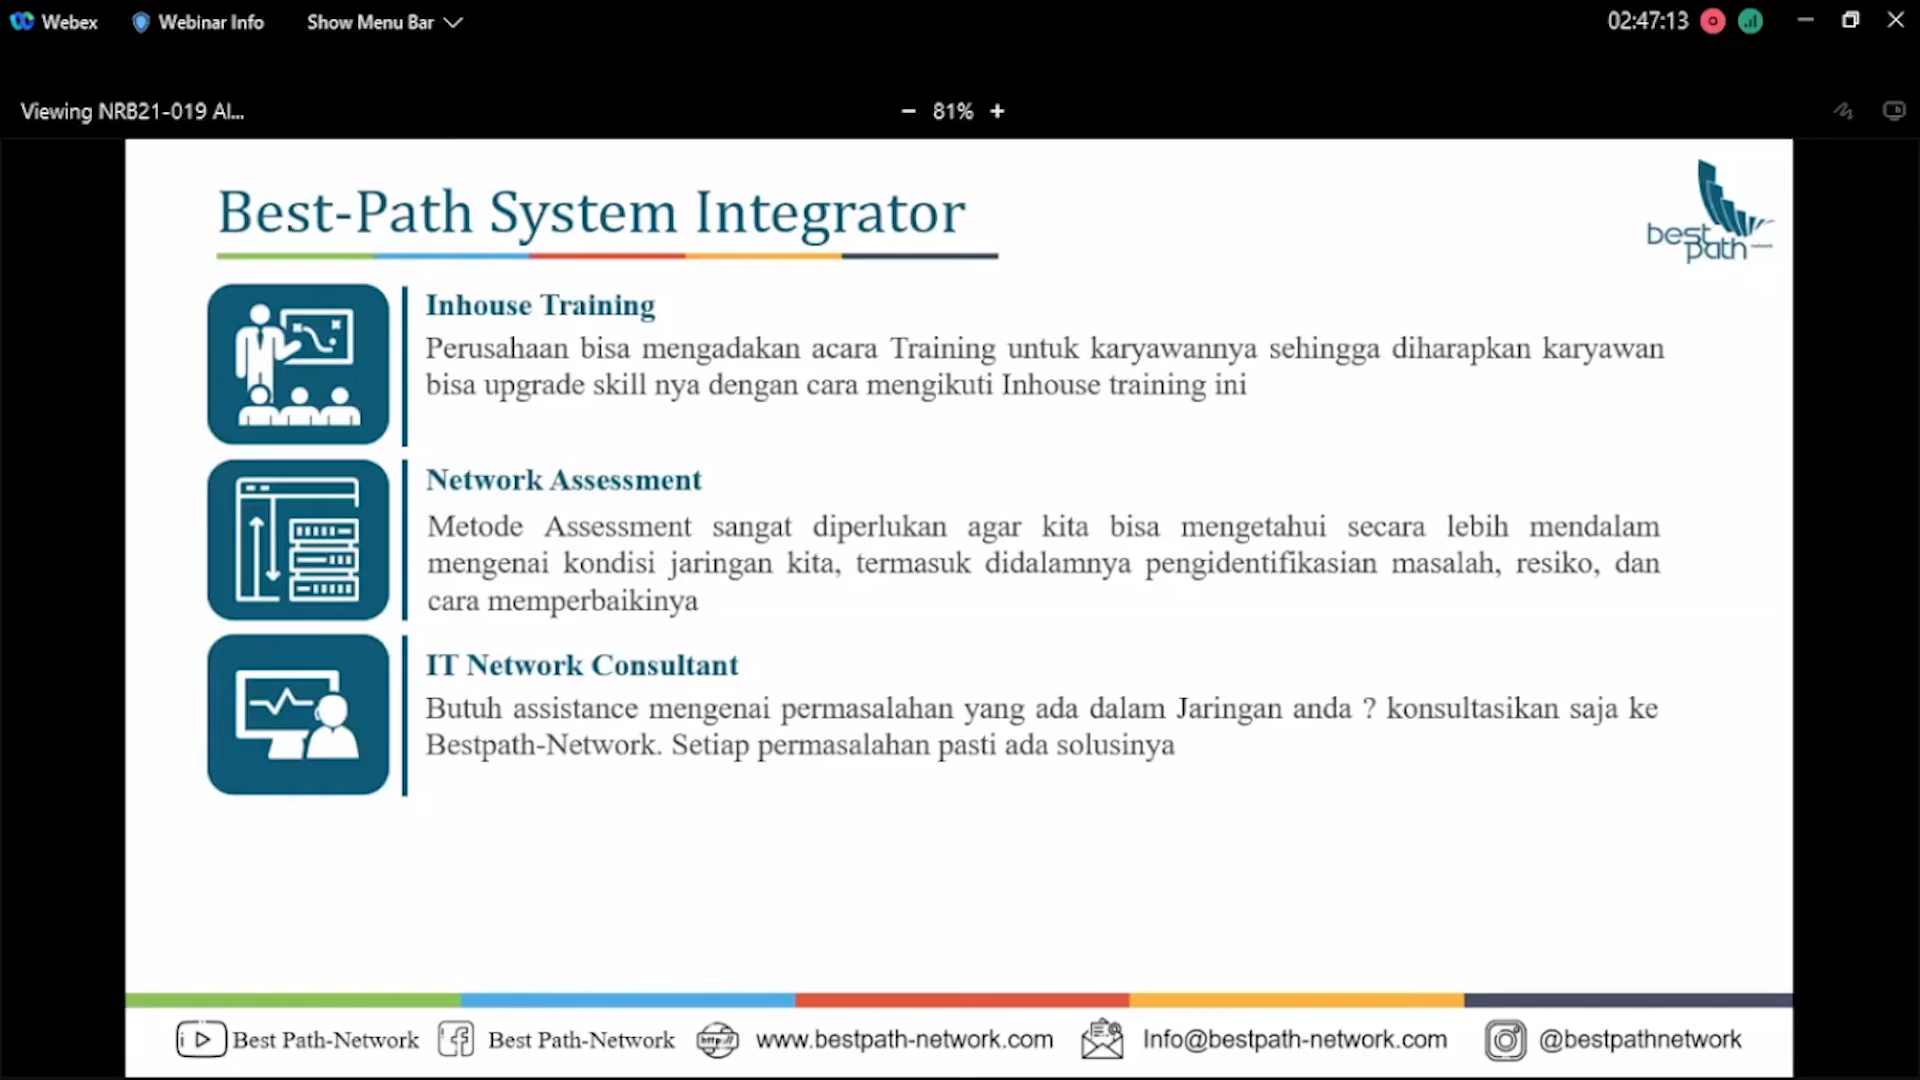 Webex
Webinar Info
Show Menu Bar
02:47:13
Viewing NRB21-019 Al...
81%
Best-Path System Integrator
best
path
Inhouse Training
Perusahaan bisa mengadakan acara Training untuk karyawannya sehingga diharapkan karyawan
bisa upgrade skill nya dengan cara mengikuti Inhouse training ini
Network Assessment
Metode Assessment sangat diperlukan agar kita bisa mengetahui secara lebih mendalam
mengenai kondisi jaringan kita, termasuk didalamnya pengidentifikasian masalah, resiko, dan
cara memperbaikinya
IT Network Consultant
Butuh assistance mengenai permasalahan yang ada dalam Jaringan anda ? konsultasikan saja ke
Bestpath-Network. Setiap permasalahan pasti ada solusinya
Best Path-Network
Best Path-Network
http://
www.bestpath-network.com
Info@bestpath-network.com
@bestpathnetwork